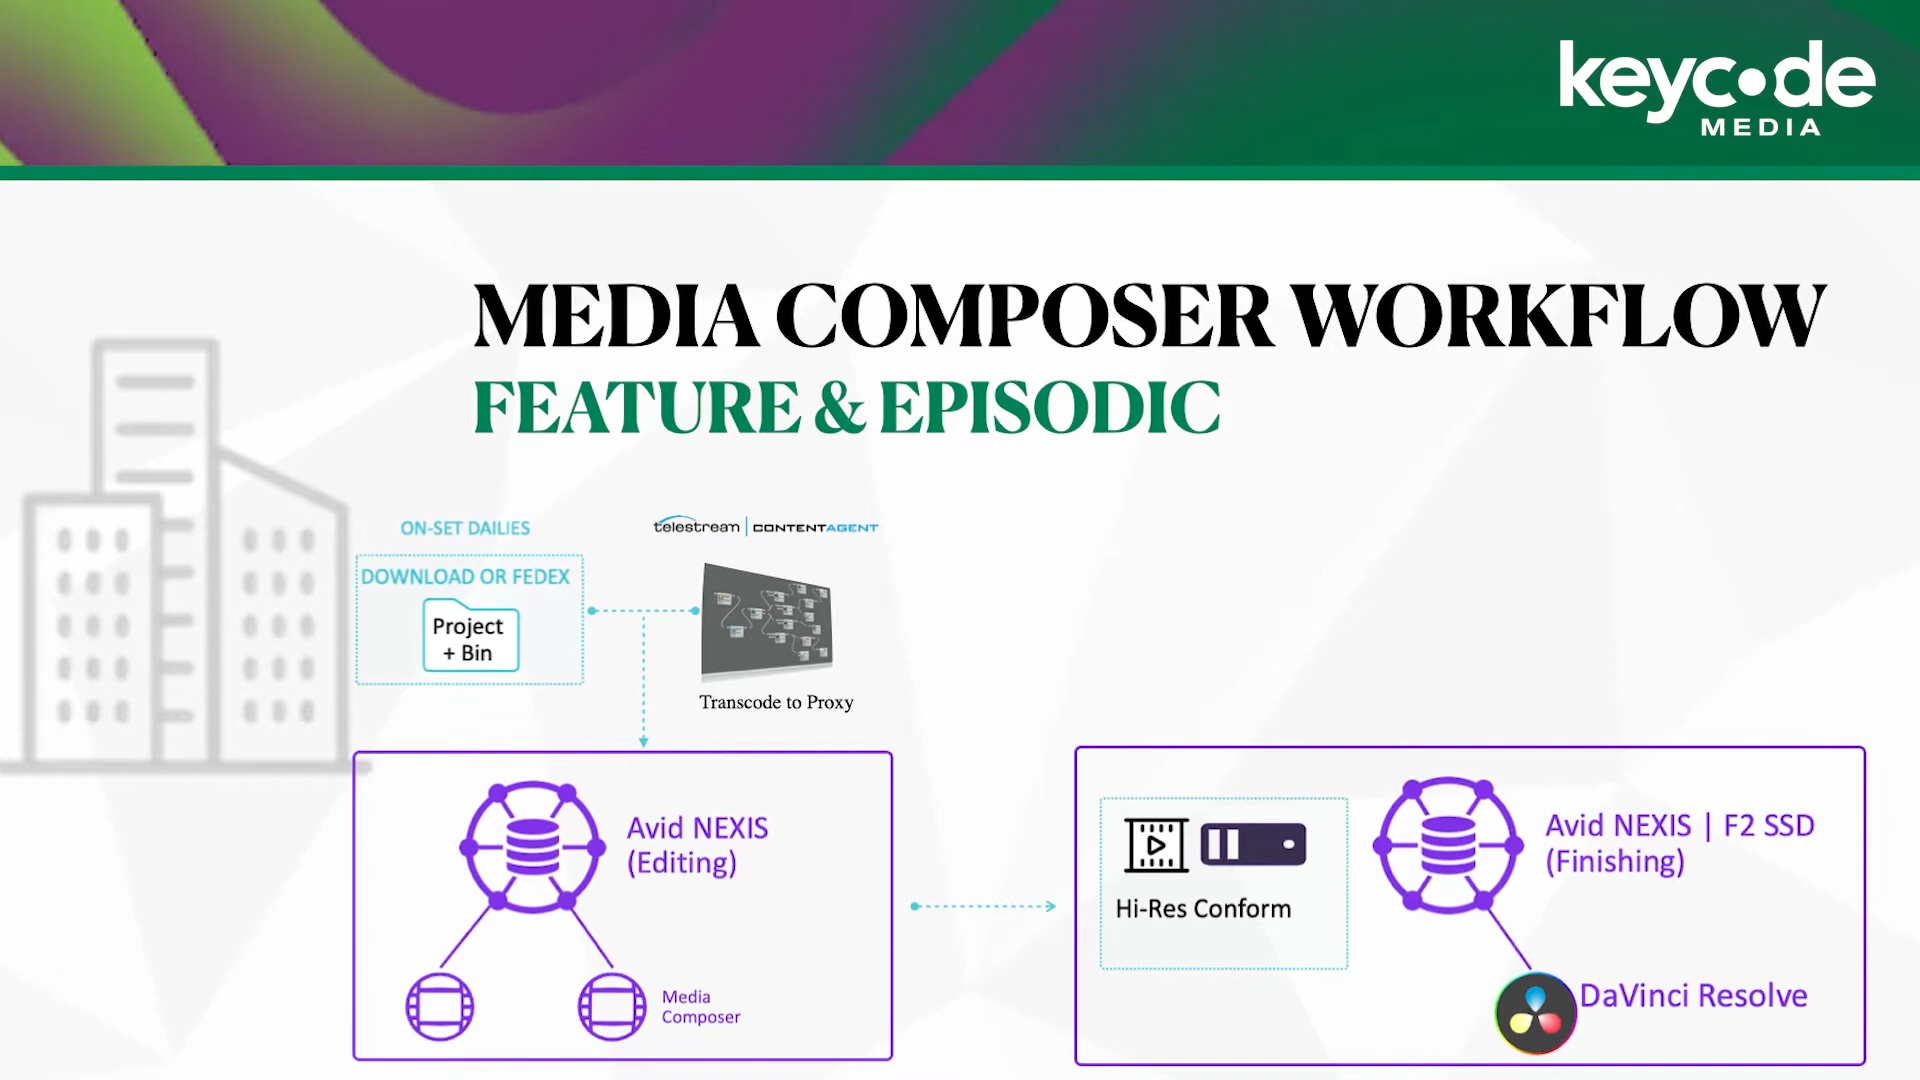 keycode
MEDIA
MEDIA COMPOSER WORKFLOW
FEATURE & EPISODIC
ON-SET DAILIES
DOWNLOAD OR FEDEX
Project
+ Bin
telestream | CONTENTAGENT
Transcode to Proxy
Avid NEXIS
(Editing)
Media
Composer
Hi-Res Conform
Avid NEXIS | F2 SSD
(Finishing)
DaVinci Resolve